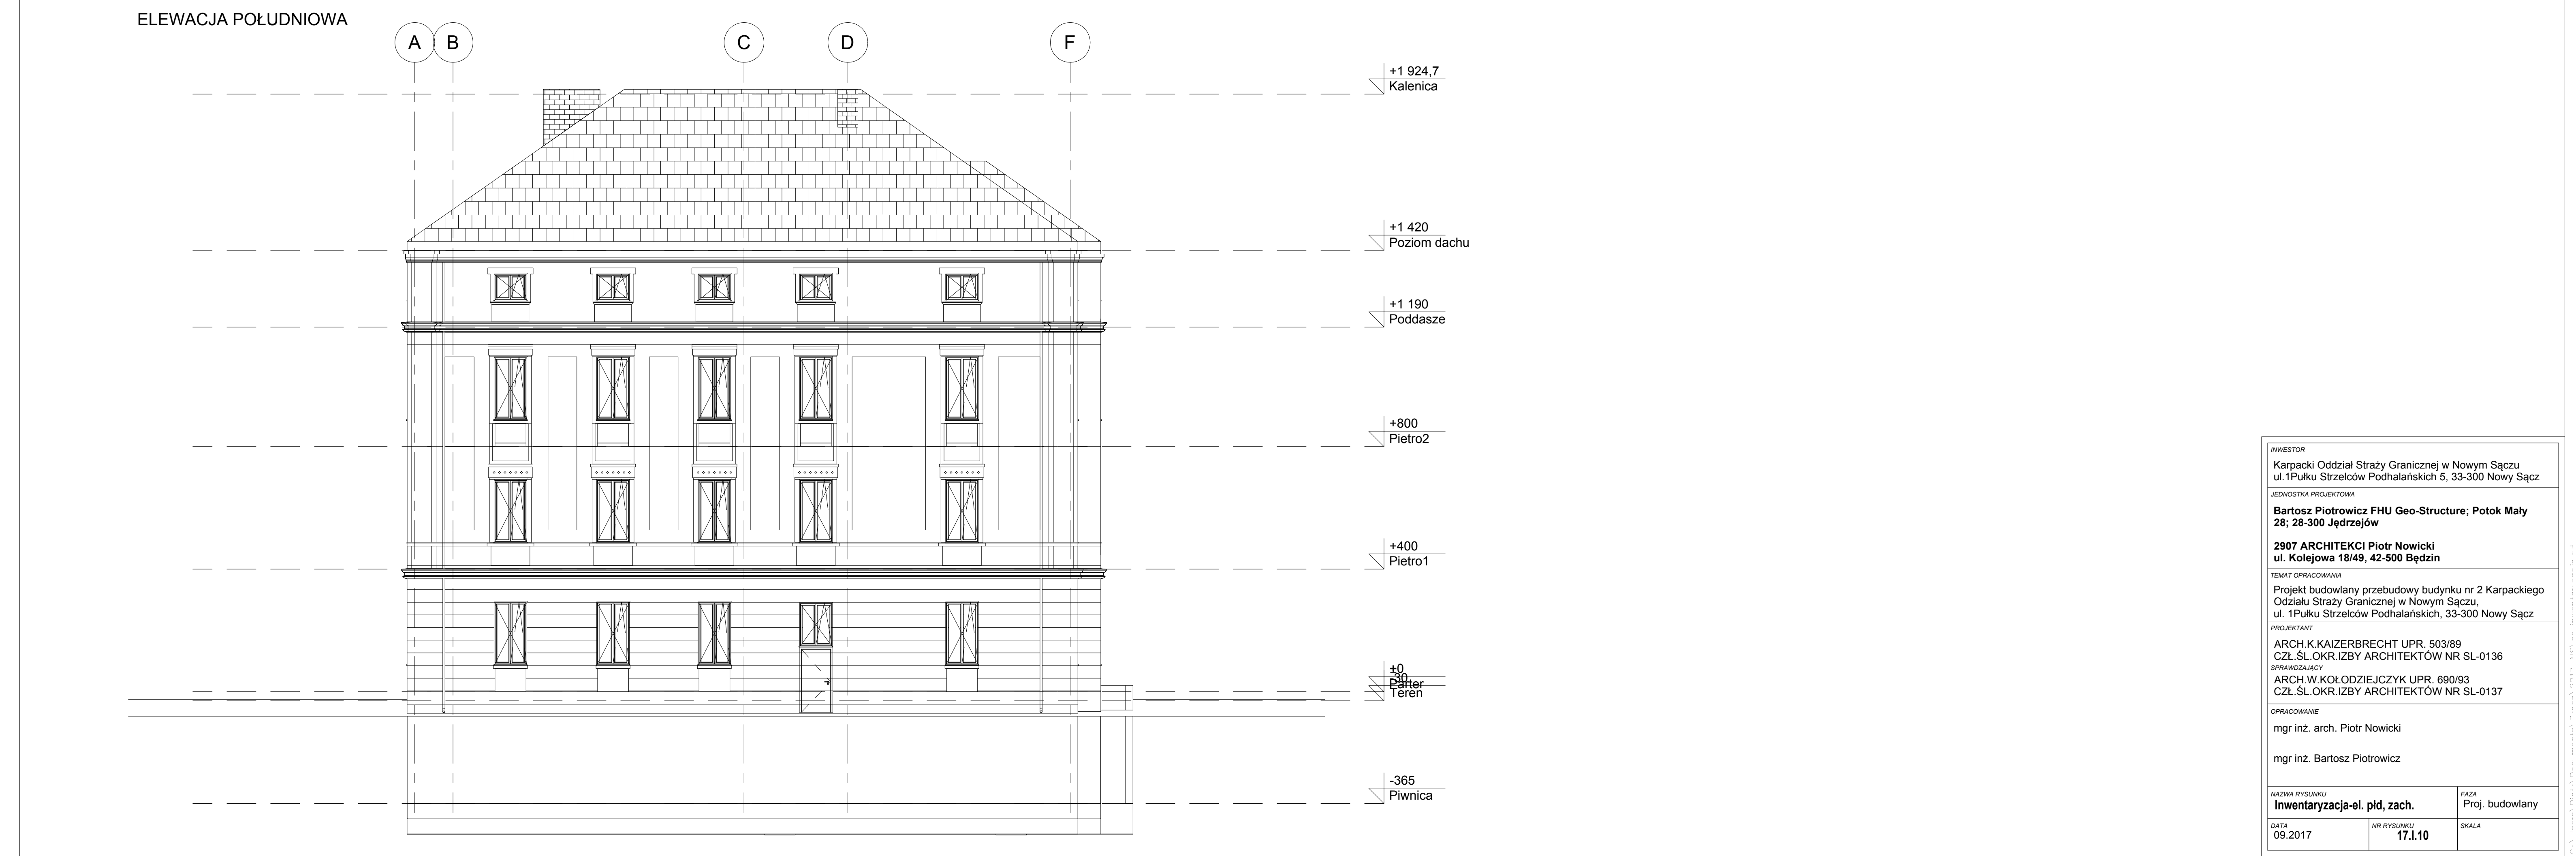 ELEWACJA POŁUDNIOWA
A
B
C
D
F
+1 924,7
Kalenica
+1 420
Poziom dachu
+1 190
Poddasze
+800
Pietro2
+400
Pietro1
+0
-30
Parter
Teren
-365
Piwnica
INWESTOR
Karpacki Oddział Straży Granicznej w Nowym Sączu
ul.1Pułku Strzelców Podhalańskich 5, 33-300 Nowy Sącz
JEDNOSTKA PROJEKTOWA
Bartosz Piotrowicz FHU Geo-Structure; Potok Mały
28; 28-300 Jędrzejów
2907 ARCHITEKCI Piotr Nowicki
ul. Kolejowa 18/49, 42-500 Będzin
TEMAT OPRACOWANIA
Projekt budowlany przebudowy budynku nr 2 Karpackiego
Odziału Straży Granicznej w Nowym Sączu,
ul. 1Pułku Strzelców Podhalańskich, 33-300 Nowy Sącz
PROJEKTANT
ARCH.K.KAIZERBRECHT UPR. 503/89
CZŁ.ŚL.OKR.IZBY ARCHITEKTÓW NR SL-0136
SPRAWDZAJĄCY
ARCH.W.KOŁODZIEJCZYK UPR. 690/93
CZŁ.ŚL.OKR.IZBY ARCHITEKTÓW NR SL-0137
OPRACOWANIE
mgr inż. arch. Piotr Nowicki
mgr inż. Bartosz Piotrowicz
NAZWA RYSUNKU
Inwentaryzacja-el. płd, zach.
FAZA
Proj. budowlany
DATA
09.2017
NR RYSUNKU
17.I.10
SKALA